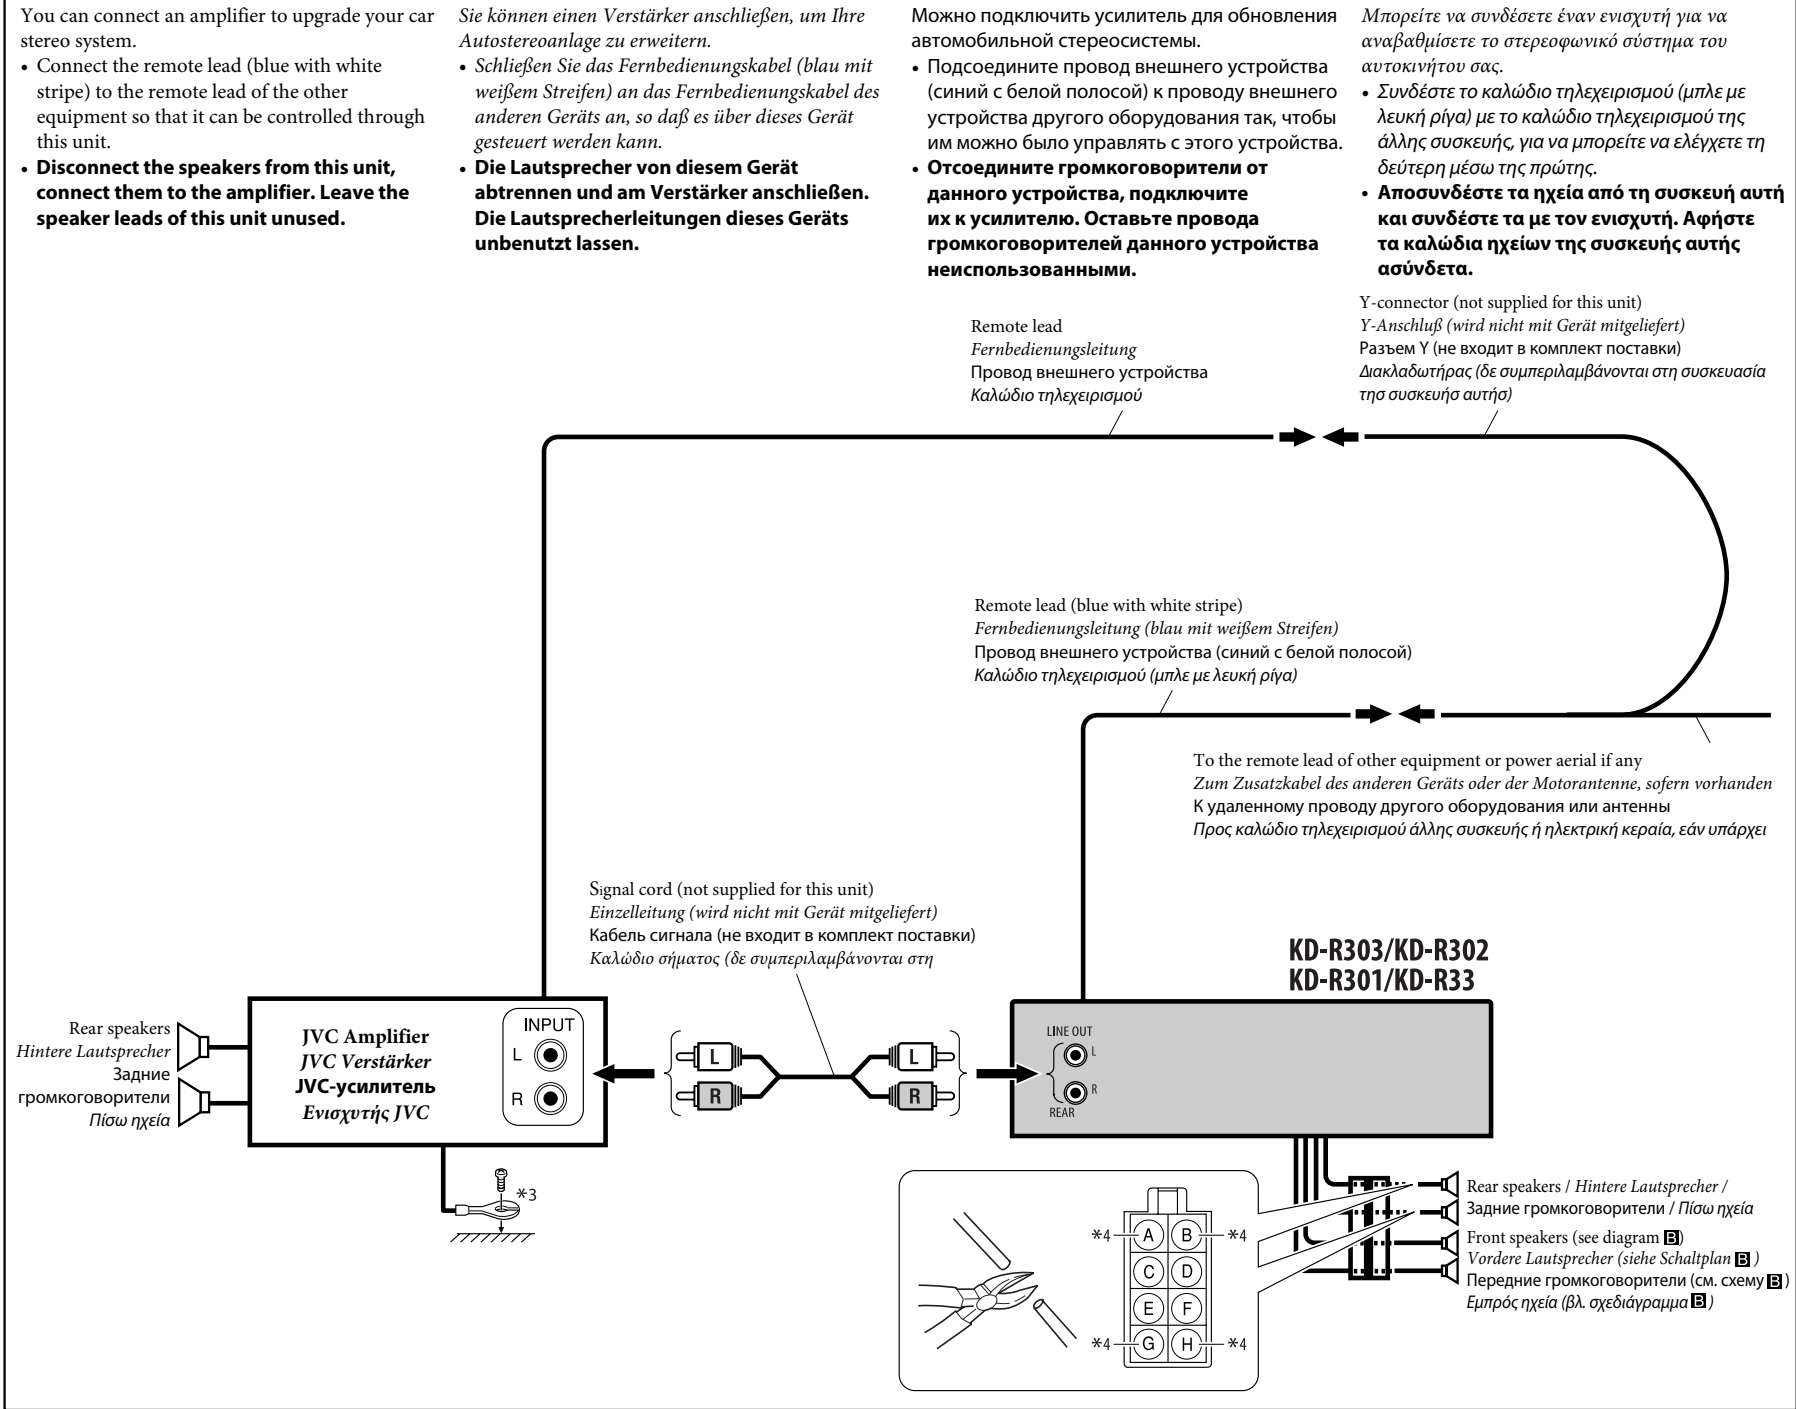 You can connect an amplifier to upgrade your car
stereo system.
• Connect the remote lead (blue with white
stripe) to the remote lead of the other
equipment so that it can be controlled through
this unit.
• Disconnect the speakers from this unit,
connect them to the amplifier. Leave the
speaker leads of this unit unused.
Sie können einen Verstärker anschließen, um Ihre
Autostereoanlage zu erweitern.
• Schließen Sie das Fernbedienungskabel (blau mit
weißem Streifen) an das Fernbedienungskabel des
anderen Geräts an, so daß es über dieses Gerät
gesteuert werden kann.
• Die Lautsprecher von diesem Gerät
abtrennen und am Verstärker anschließen.
Die Lautsprecherleitungen dieses Geräts
unbenutzt lassen.
Можно подключить усилитель для обновления
автомобильной стереосистемы.
• Подсоедините провод внешнего устройства
(синий с белой полосой) к проводу внешнего
устройства другого оборудования так, чтобы
им можно было управлять с этого устройства.
• Отсоедините громкоговорители от
данного устройства, подключите
их к усилителю. Оставьте провода
громкоговорителей данного устройства
неиспользованными.
Μπορείτε να συνδέσετε έναν ενισχυτή για να
αναβαθμίσετε το στερεοφωνικό σύστημα του
αυτοκινήτου σας.
• Συνδέστε το καλώδιο τηλεχειρισμού (μπλε με
λευκή ρίγα) με το καλώδιο τηλεχειρισμού της
άλλης συσκευής, για να μπορείτε να ελέγχετε τη
δεύτερη μέσω της πρώτης.
• Αποσυνδέστε τα ηχεία από τη συσκευή αυτή
και συνδέστε τα με τον ενισχυτή. Αφήστε
τα καλώδια ηχείων της συσκευής αυτής
ασύνδετα.
Remote lead
Fernbedienungsleitung
Провод внешнего устройства
Καλώδιο τηλεχειρισμού
Y-connector (not supplied for this unit)
Y-Anschluß (wird nicht mit Gerät mitgeliefert)
Разъем Y (не входит в комплект поставки)
Διακλαδωτήρας (δε συμπεριλαμβάνονται στη συσκευασία
τησ συσκευήσ αυτήσ)
Remote lead (blue with white stripe)
Fernbedienungsleitung (blau mit weißem Streifen)
Провод внешнего устройства (синий с белой полосой)
Καλώδιο τηλεχειρισμού (μπλε με λευκή ρίγα)
To the remote lead of other equipment or power aerial if any
Zum Zusatzkabel des anderen Geräts oder der Motorantenne, sofern vorhanden
К удаленному проводу другого оборудования или антенны
Προς καλώδιο τηλεχειρισμού άλλης συσκευής ή ηλεκτρική κεραία, εάν υπάρχει
Signal cord (not supplied for this unit)
Einzelleitung (wird nicht mit Gerät mitgeliefert)
Кабель сигнала (не входит в комплект поставки)
Καλώδιο σήματος (δε συμπεριλαμβάνονται στη
KD-R303/KD-R302
KD-R301/KD-R33
Rear speakers
Hintere Lautsprecher
Задние
громкоговорители
Πίσω ηχεία
JVC Amplifier
JVC Verstärker
JVC-усилитель
Ενισχυτής JVC
INPUT
L
R
L
R
L
R
LINE OUT
L
R
REAR
*3
*4 A B *4
C D
E F
*4 G H *4
Rear speakers / Hintere Lautsprecher /
Задние громкоговорители / Πίσω ηχεία
Front speakers (see diagram B)
Vordere Lautsprecher (siehe Schaltplan B )
Передние громкоговорители (см. схему B )
Εμπρός ηχεία (βλ. σχεδιάγραμμα B )